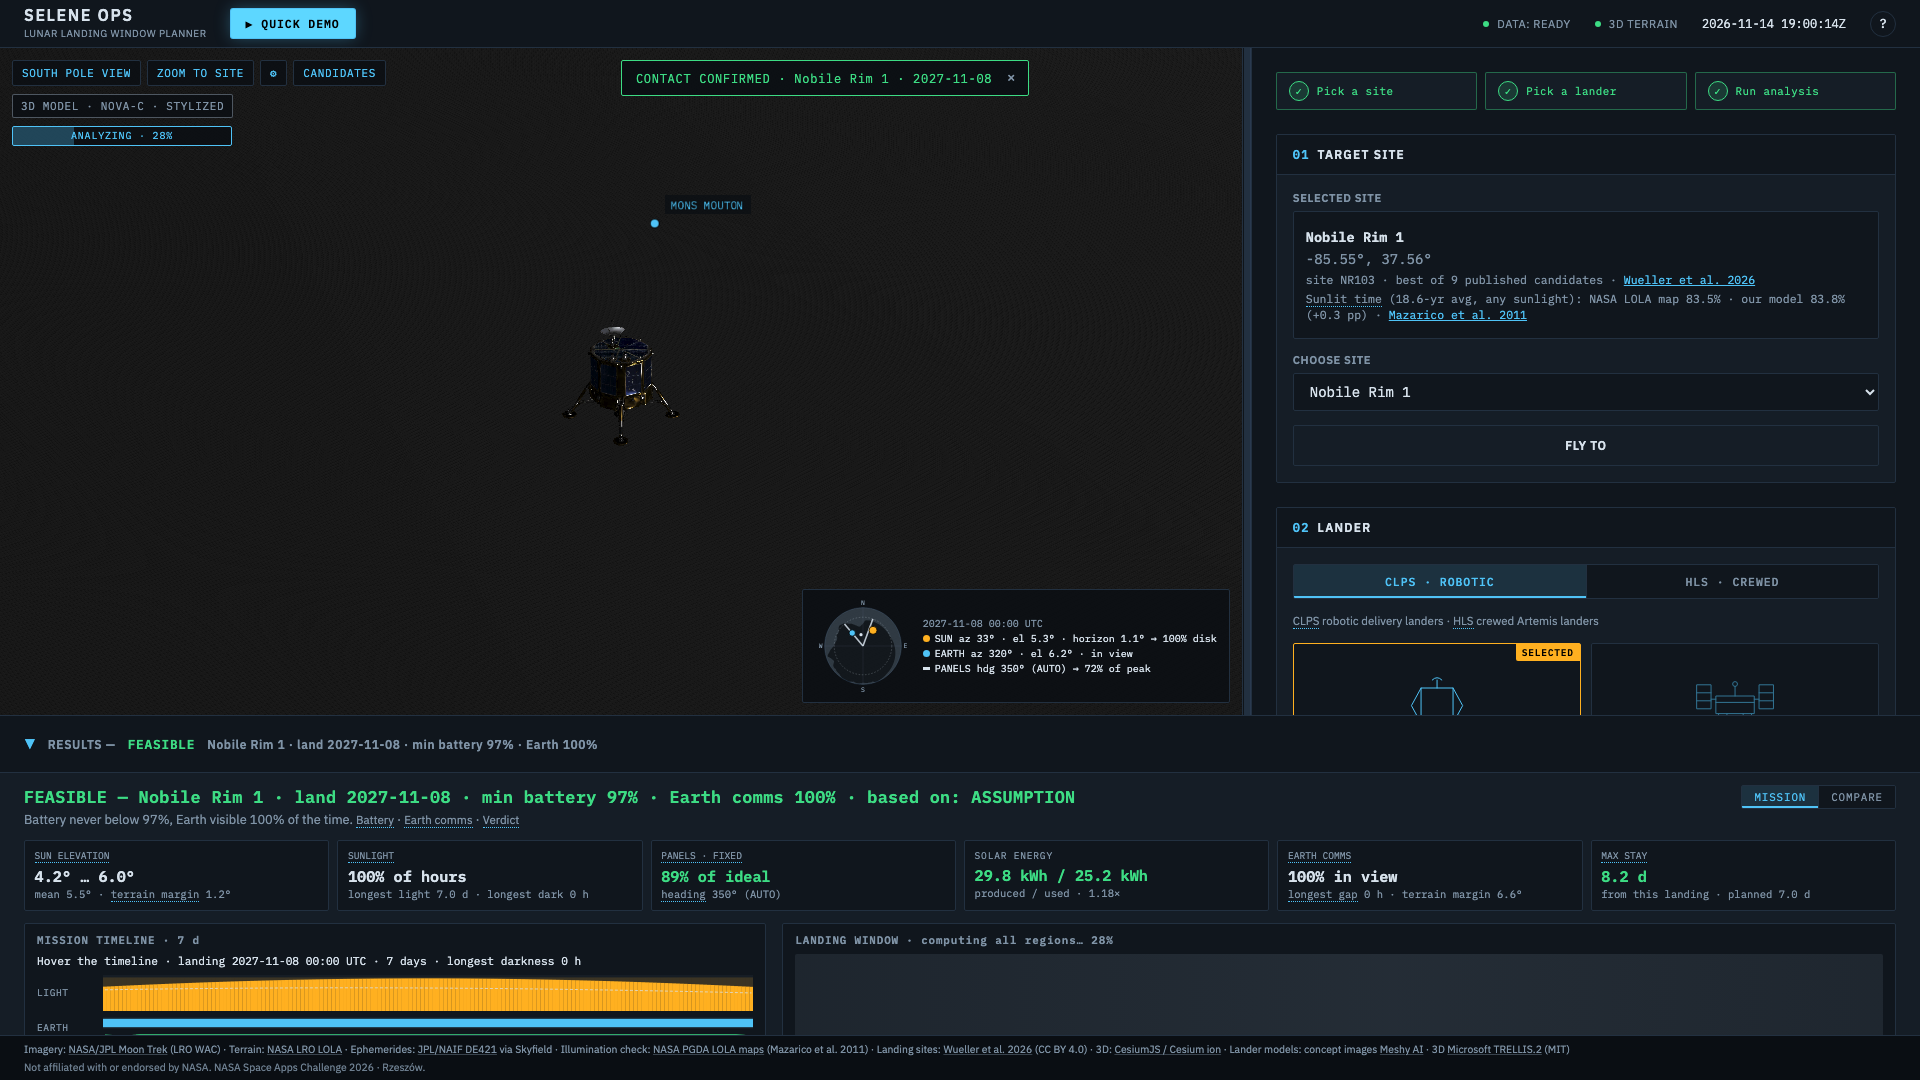 SELENE OPS
LUNAR LANDING WINDOW PLANNER
▶ QUICK DEMO
DATA: READY
3D TERRAIN
2026-11-14 19:00:14Z
?
SOUTH POLE VIEW
ZOOM TO SITE
⚙
CANDIDATES
3D MODEL · NOVA-C · STYLIZED
ANALYZING · 28%
CONTACT CONFIRMED · Nobile Rim 1 · 2027-11-08 ×
MONS MOUTON
N
W
E
S
2027-11-08 00:00 UTC
SUN az 33° · el 5.3° · horizon 1.1° → 100% disk
EARTH az 320° · el 6.2° · in view
PANELS hdg 350° (AUTO) → 72% of peak
✓ Pick a site
✓ Pick a lander
✓ Run analysis
01 TARGET SITE
SELECTED SITE
Nobile Rim 1
-85.55°, 37.56°
site NR103 · best of 9 published candidates · Wueller et al. 2026
Sunlit time (18.6-yr avg, any sunlight): NASA LOLA map 83.5% · our model 83.8%
(+0.3 pp) · Mazarico et al. 2011
CHOOSE SITE
Nobile Rim 1
FLY TO
02 LANDER
CLPS · ROBOTIC
HLS · CREWED
CLPS robotic delivery landers · HLS crewed Artemis landers
SELECTED
▼ RESULTS — FEASIBLE Nobile Rim 1 · land 2027-11-08 · min battery 97% · Earth 100%
FEASIBLE — Nobile Rim 1 · land 2027-11-08 · min battery 97% · Earth comms 100% · based on: ASSUMPTION
Battery never below 97%, Earth visible 100% of the time. Battery · Earth comms · Verdict
MISSION
COMPARE
SUN ELEVATION
4.2° … 6.0°
mean 5.5° · terrain margin 1.2°
SUNLIGHT
100% of hours
longest light 7.0 d · longest dark 0 h
PANELS · FIXED
89% of ideal
heading 350° (AUTO)
SOLAR ENERGY
29.8 kWh / 25.2 kWh
produced / used · 1.18×
EARTH COMMS
100% in view
longest gap 0 h · terrain margin 6.6°
MAX STAY
8.2 d
from this landing · planned 7.0 d
MISSION TIMELINE · 7 d
Hover the timeline · landing 2027-11-08 00:00 UTC · 7 days · longest darkness 0 h
LIGHT
EARTH
LANDING WINDOW · computing all regions… 28%
Imagery: NASA/JPL Moon Trek (LRO WAC) · Terrain: NASA LRO LOLA · Ephemerides: JPL/NAIF DE421 via Skyfield · Illumination check: NASA PGDA LOLA maps (Mazarico et al. 2011) · Landing sites: Wueller et al. 2026 (CC BY 4.0) · 3D: CesiumJS / Cesium ion · Lander models: concept images Meshy AI · 3D Microsoft TRELLIS.2 (MIT)
Not affiliated with or endorsed by NASA. NASA Space Apps Challenge 2026 · Rzeszów.